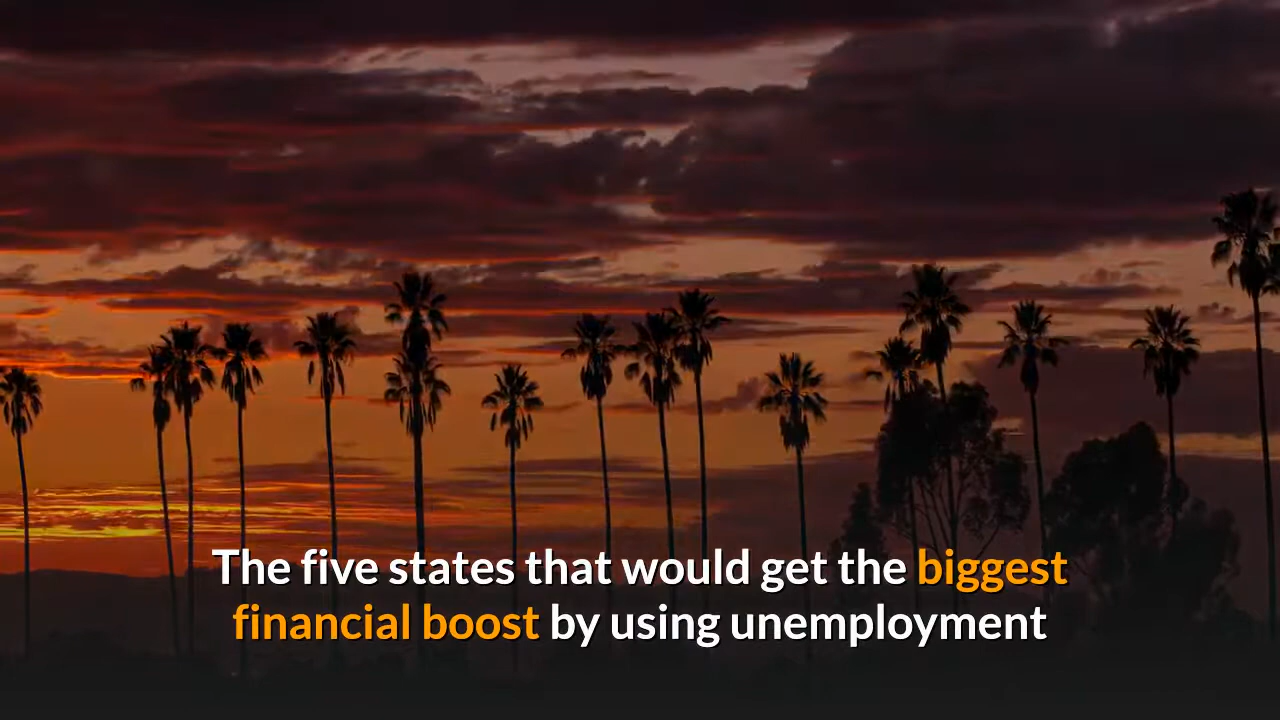 The five states that would get the biggest
financial boost by using unemployment